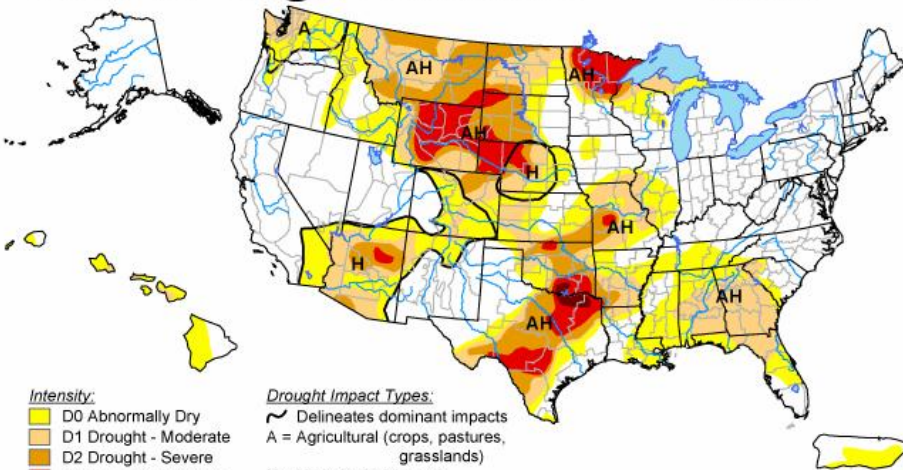 A
AH
AH
AH
H
AH
H
AH
AH
Intensity:
D0 Abnormally Dry
D1 Drought - Moderate
D2 Drought - Severe
Drought Impact Types:
Delineates dominant impacts
A = Agricultural (crops, pastures,
grasslands)